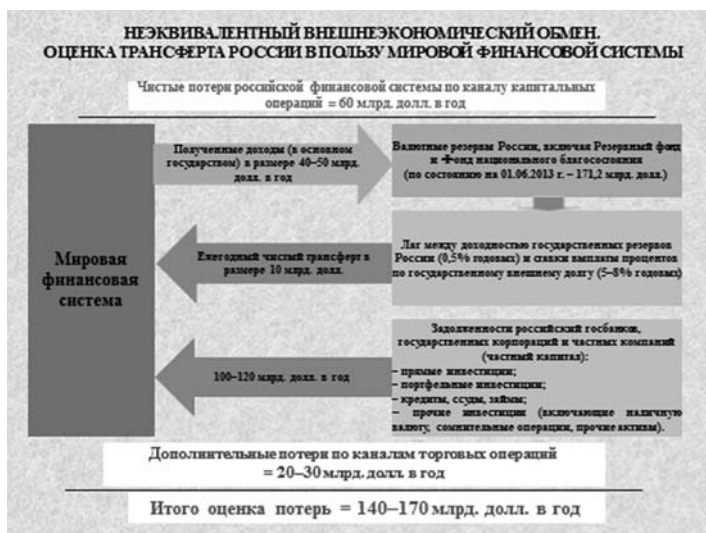 НЕЭКВИВАЛЕНТНЫЙ ВНЕШНЕЭКОНОМИЧЕСКИЙ ОБМЕН.
ОЦЕНКА ТРАНСФЕРТА РОССИИ В ПОЛЬЗУ МИРОВОЙ ФИНАНСОВОЙ СИСТЕМЫ
Чистые потери российской финансовой системы по каналу капитальных
операций = 60 млрд. долл. в год
Мировая
финансовая
система
Полученные доходы (в основном
государством) в размере 40–50 млрд.
долл. в год
Валютные резервы России, включая Резервный фонд
и Фонд национального благосостояния
(по состоянию на 01.06.2013 г. – 171,2 млрд. долл.)
Ежегодный чистый трансферт в
размере 10 млрд. долл.
Лаг между доходностью государственных резервов
России (0,5% годовых) и ставки выплаты процентов
по государственному внешнему долгу (5–8% годовых)
100–120 млрд. долл. в год
Задолженности российский госбанков,
государственных корпораций и частных компаний
(частный капитал):
– прямые инвестиции;
– портфельные инвестиции;
– кредиты, ссуды, займы;
– прочие инвестиции (включающие наличную
валюту, сомнительные операции, прочие активы).
Дополнительные потери по каналам торговых операций
= 20–30 млрд. долл. в год
Итого оценка потерь = 140–170 млрд. долл. в год